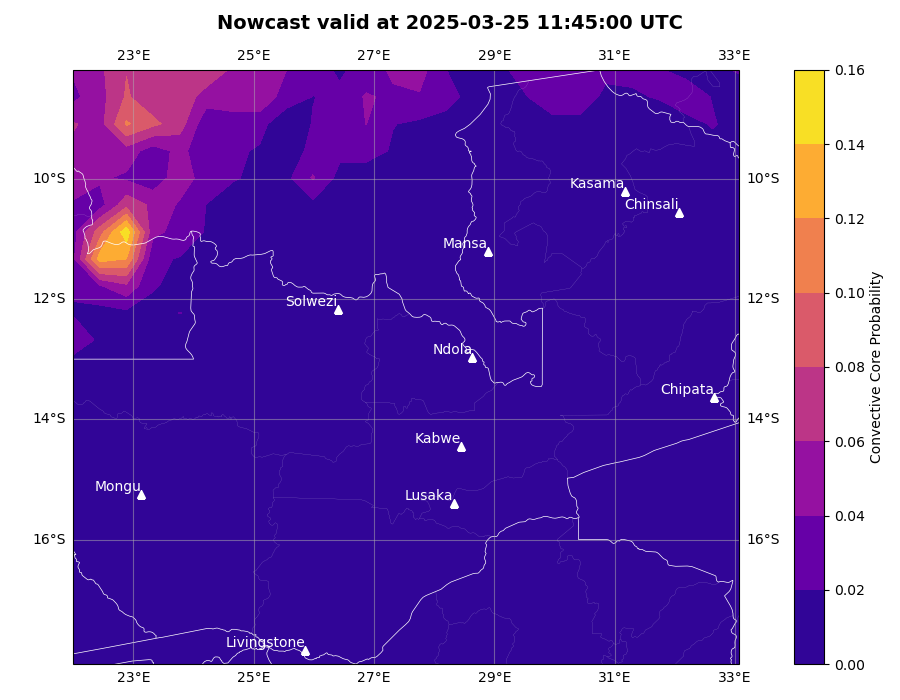 Nowcast valid at 2025-03-25 11:45:00 UTC
23°E 25°E 27°E 29°E 31°E 33°E
0.16
0.14
10°S 10°S
Kasama
Chinsali
0.12
Mansa
0.10
12°S 12°S
Solwezi
Ndola
0.08
Convective Core Probability
Chipata
14°S 14°S
Kabwe
0.06
Mongu
Lusaka
0.04
16°S 16°S
0.02
Livingstone
0.00
23°E 25°E 27°E 29°E 31°E 33°E